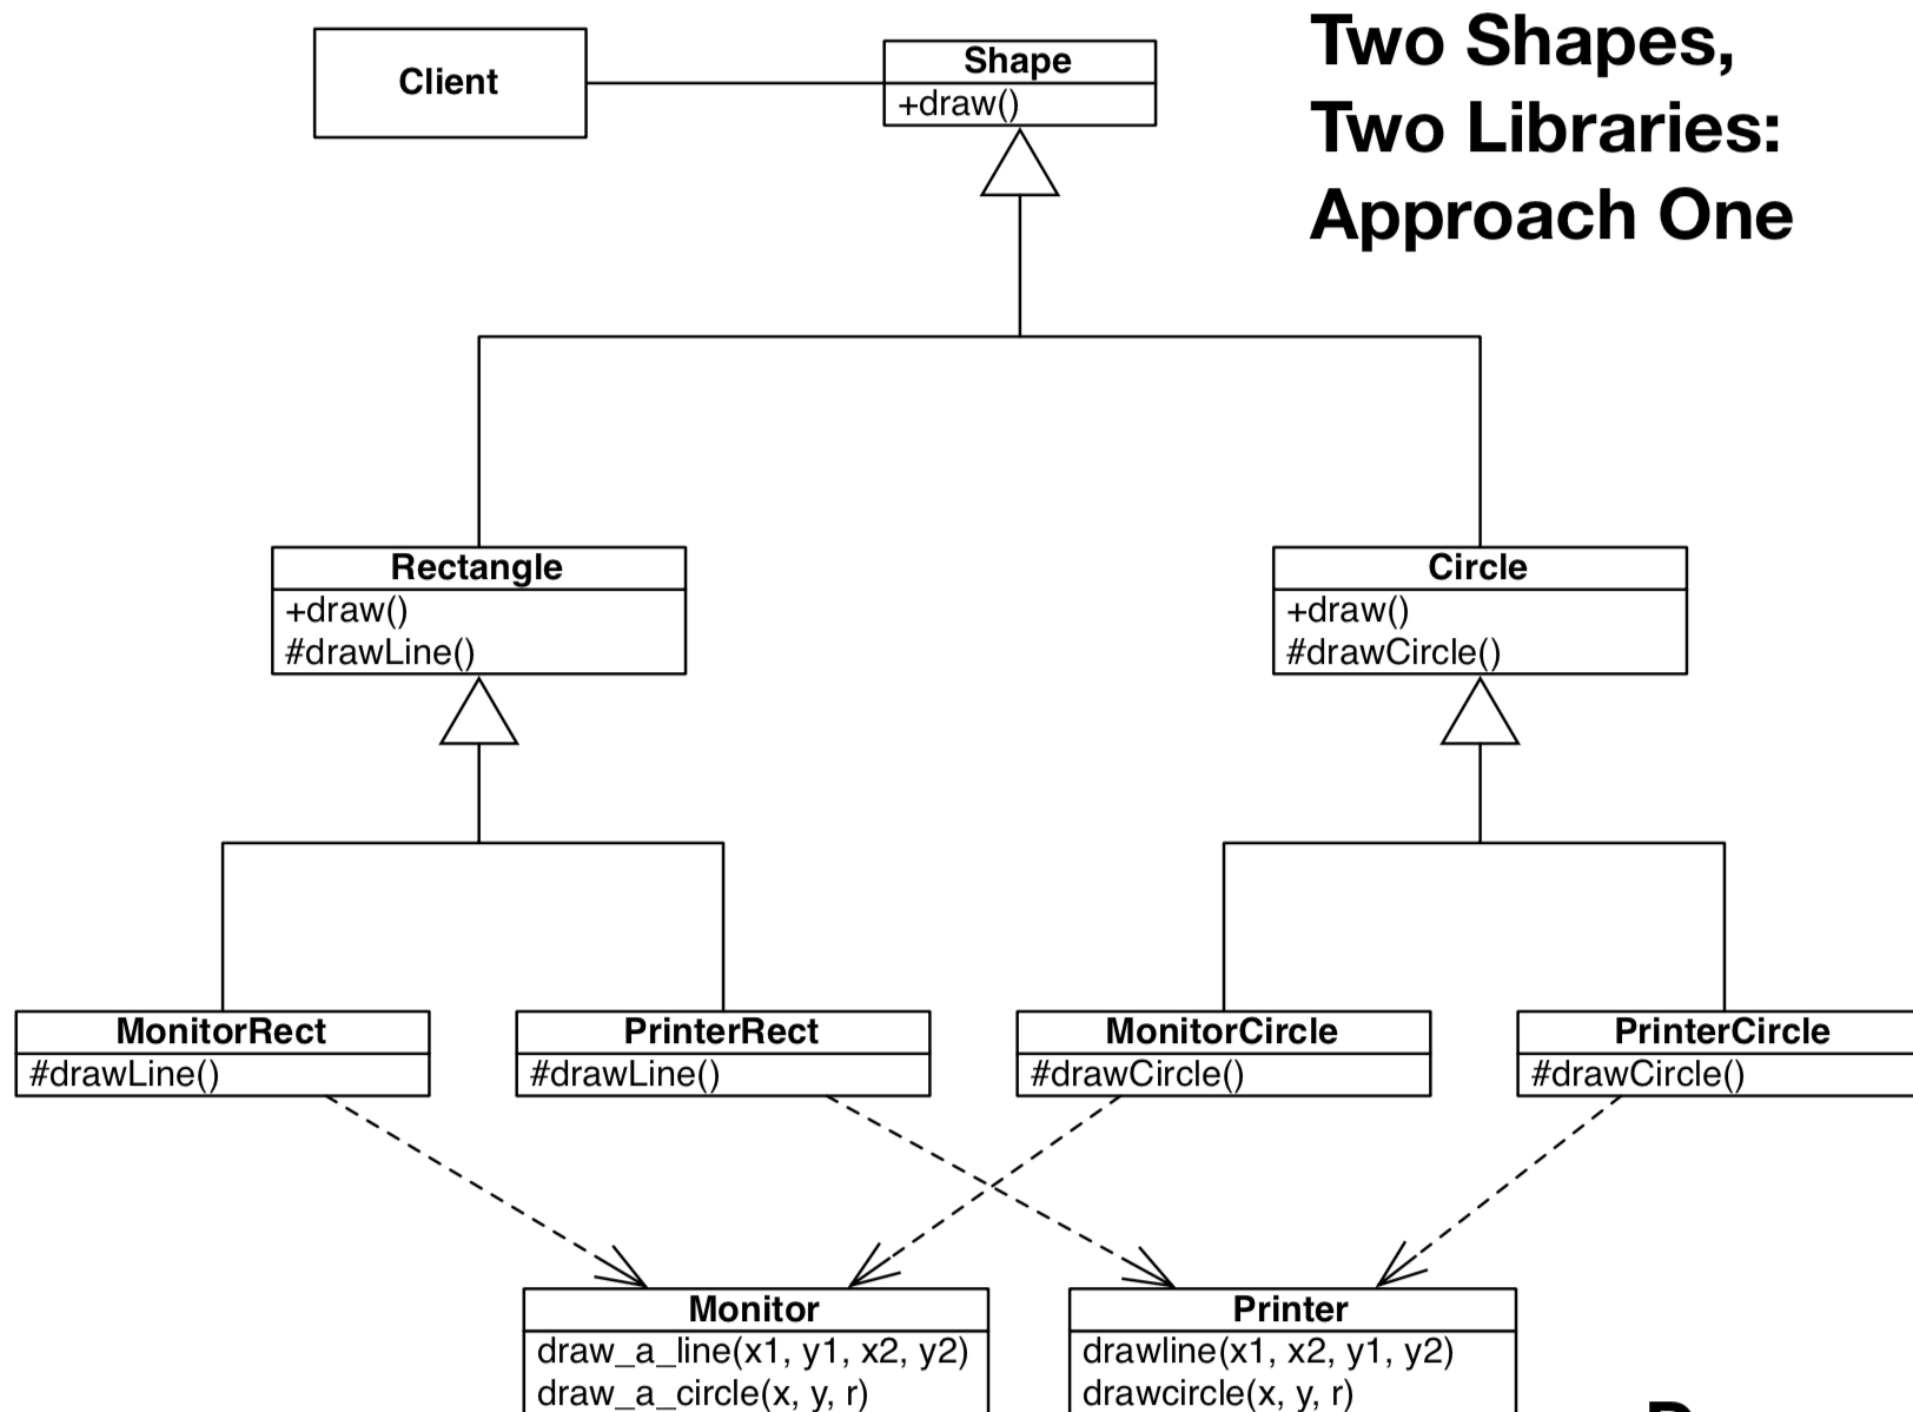 Two Shapes,
Two Libraries:
Approach One
Client
Shape
+draw()
Rectangle
+draw()
#drawLine()
Circle
+draw()
#drawCircle()
MonitorRect
#drawLine()
PrinterRect
#drawLine()
MonitorCircle
#drawCircle()
PrinterCircle
#drawCircle()
Monitor
draw_a_line(x1, y1, x2, y2)
draw_a_circle(x, y, r)
Printer
drawline(x1, x2, y1, y2)
drawcircle(x, y, r)